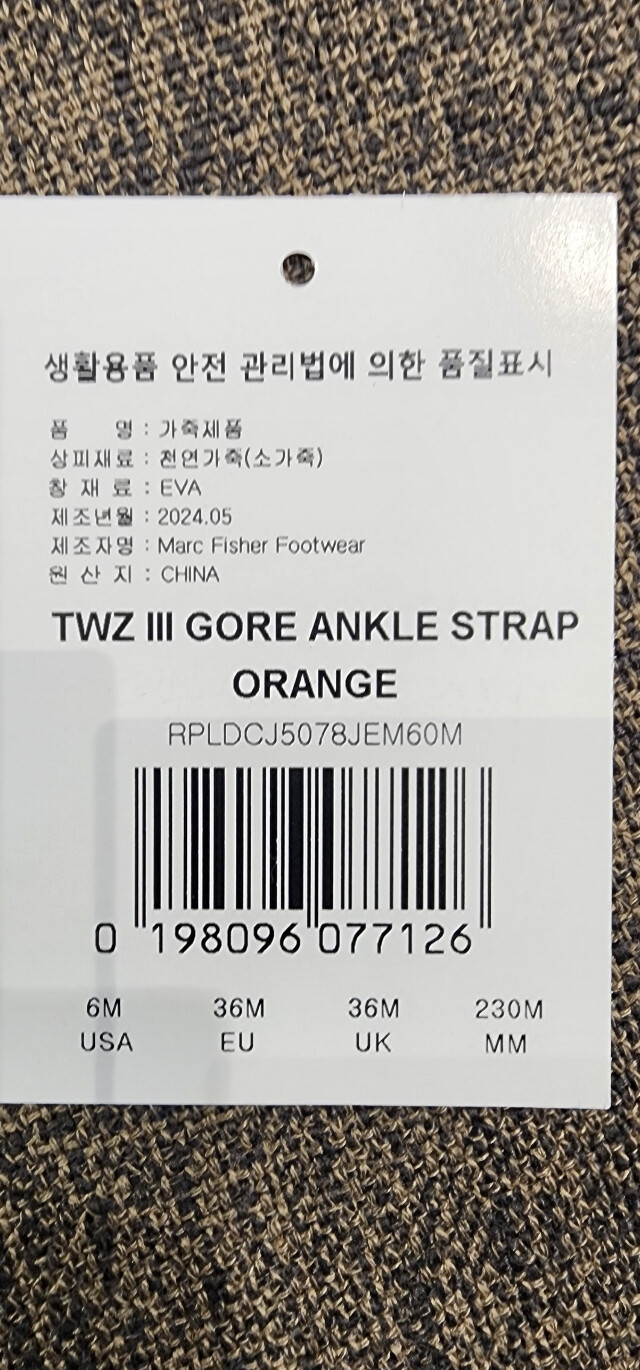 생활용품 안전 관리법에 의한 품질표시
품 명 : 가죽제품
상피재료 : 천연가죽(소가죽)
창 재 료 : EVA
제조년월 : 2024.05
제조자명 : Marc Fisher Footwear
원 산 지 : CHINA
TWZ III GORE ANKLE STRAP
ORANGE
RPLDCJ5078JEM60M
0 198096 077126
6M 36M 36M 230M
USA EU UK MM